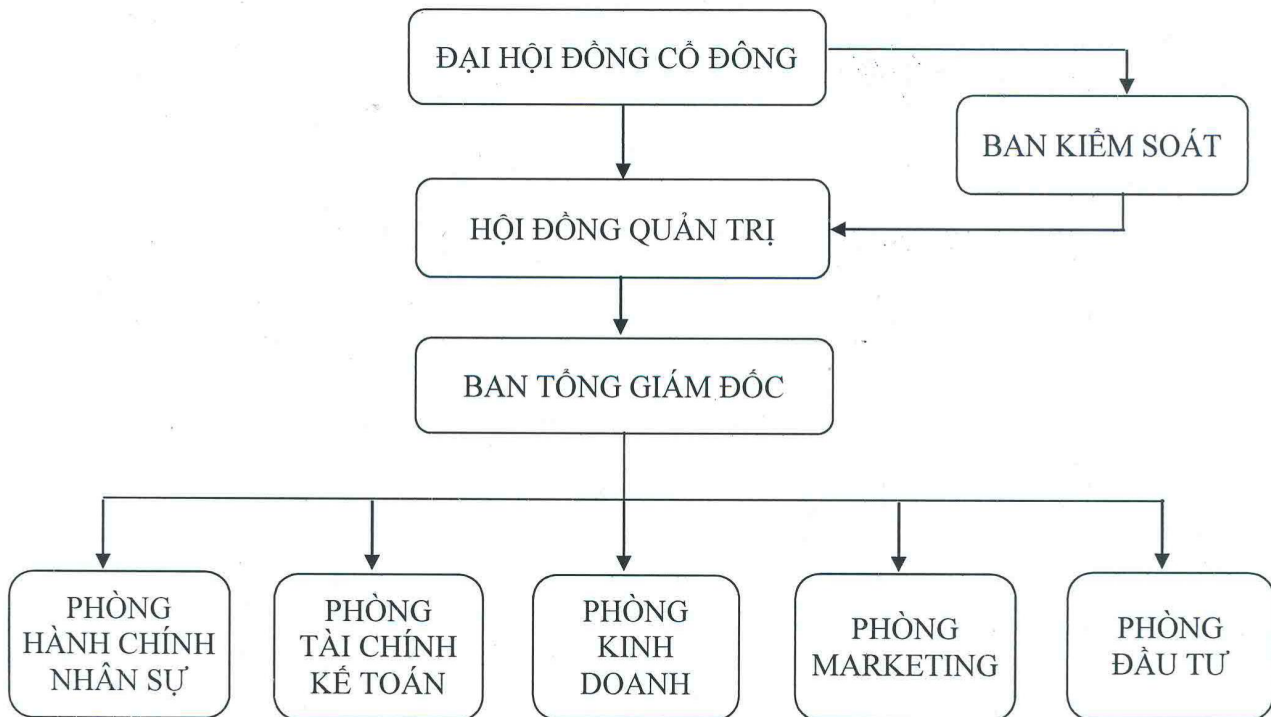 ĐẠI HỘI ĐỒNG CỔ ĐÔNG
BAN KIỂM SOÁT
HỘI ĐỒNG QUẢN TRỊ
BAN TỔNG GIÁM ĐỐC
PHÒNG
HÀNH CHÍNH
NHÂN SỰ
PHÒNG
TÀI CHÍNH
KẾ TOÁN
PHÒNG
KINH
DOANH
PHÒNG
MARKETING
PHÒNG
ĐẦU TƯ